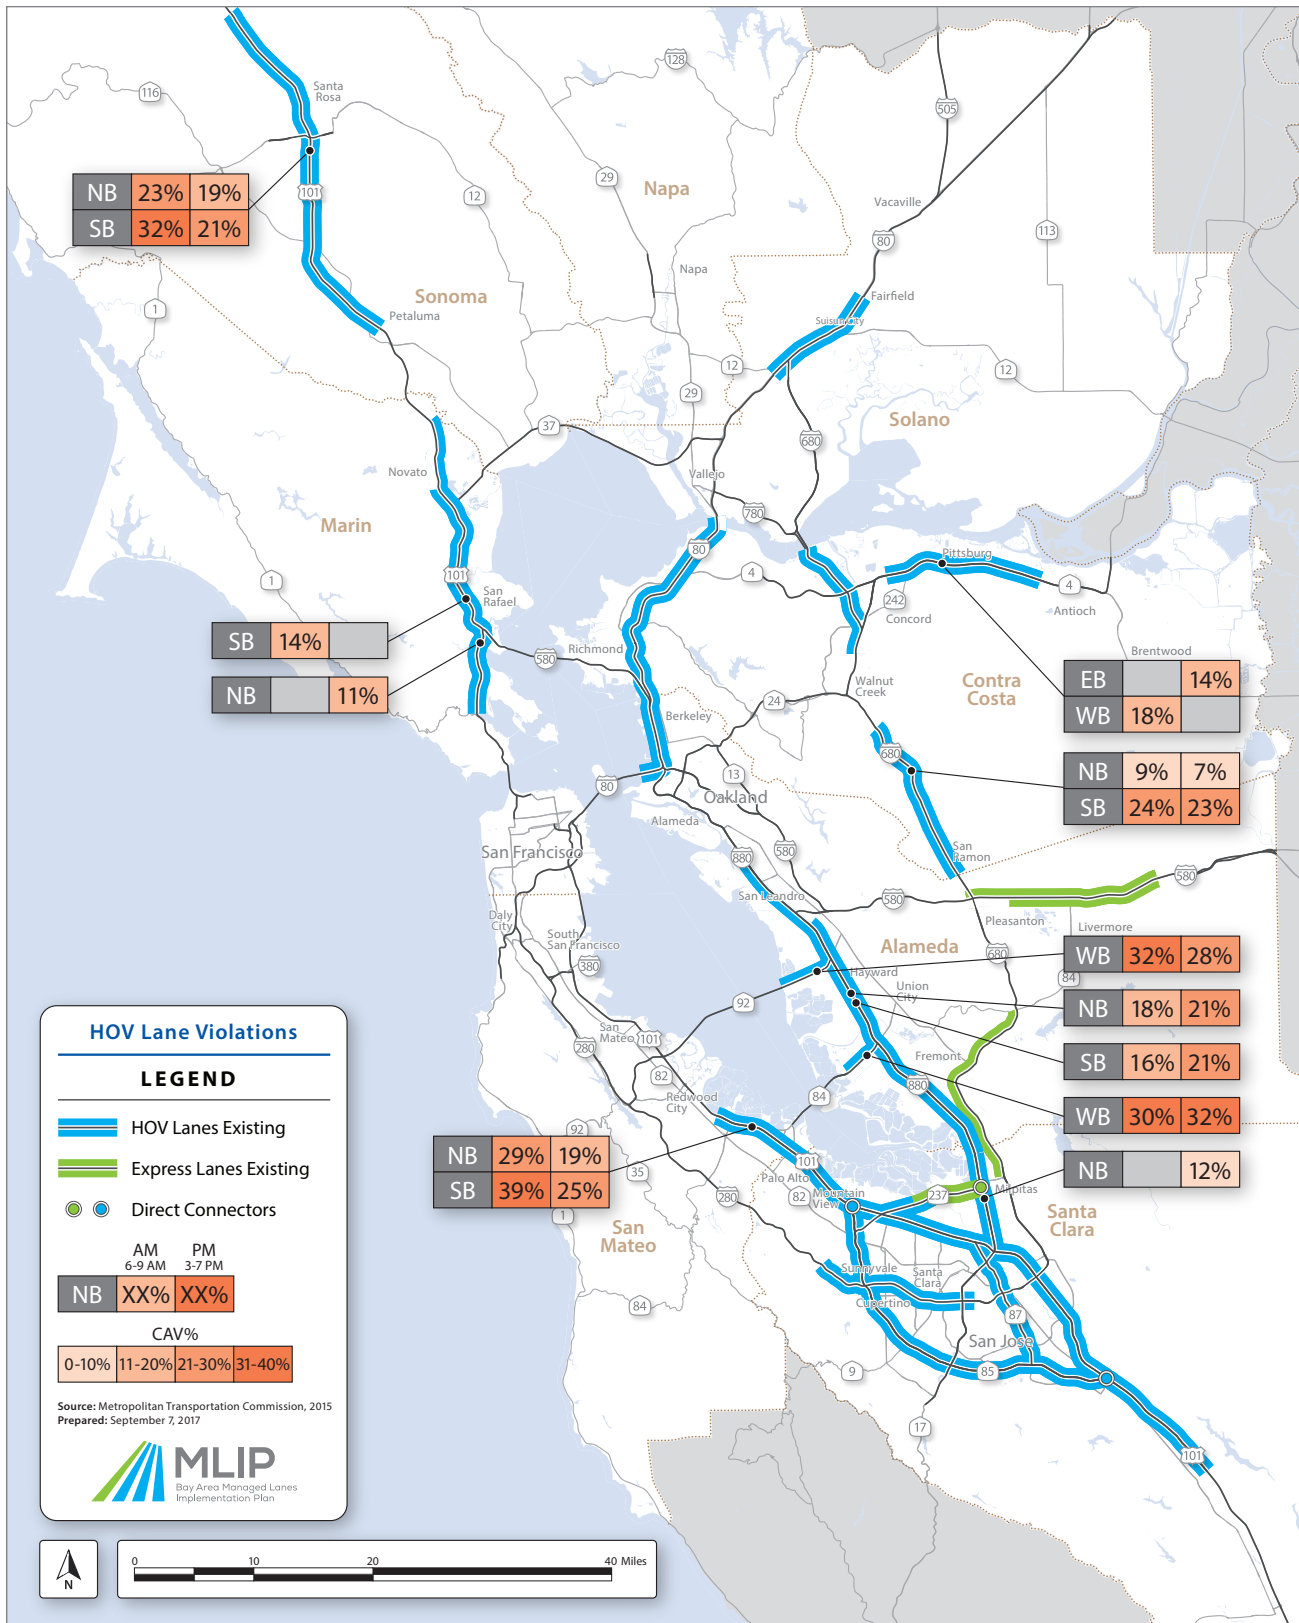 128
505
116
Santa
Rosa
29
Napa
12
101
NB 23% 19%
SB 32% 21%
Vacaville
80
113
Napa
Sonoma
1
Petaluma
Fairfield
Suisun City
12
12
29
Solano
37
680
Novato
Vallejo
780
Marin
80
Pittsburg
101
1
San
Rafael
4
4
242
Concord
Antioch
SB 14%
Richmond
580
Brentwood
NB 11%
Walnut
Creek
Contra
Costa
EB 14%
WB 18%
24
Berkeley
680
NB 9% 7%
SB 24% 23%
13
80
Oakland
Alameda
San Francisco
880
580
San
Ramon
580
San Leandro
580
Daly
City
Pleasanton
Livermore
South
San Francisco
Alameda
680
380
WB 32% 28%
84
Hayward
Union
City
92
NB 18% 21%
San
Mateo
101
280
Fremont
SB 16% 21%
82
880
84
Redwood
City
WB 30% 32%
92
NB 29% 19%
SB 39% 25%
35
101
Palo Alto
82
280
Mountain
View
237
Milpitas
NB 12%
1
San
Mateo
Santa
Clara
Sunnyvale
Santa
Clara
Cupertino
84
87
San Jose
9
85
17
101
HOV Lane Violations
LEGEND
HOV Lanes Existing
Express Lanes Existing
Direct Connectors
AM PM
6-9 AM 3-7 PM
NB XX% XX%
CAV%
0-10% 11-20% 21-30% 31-40%
Source: Metropolitan Transportation Commission, 2015
Prepared: September 7, 2017
MLIP
Bay Area Managed Lanes
Implementation Plan
N
0 10 20 40 Miles